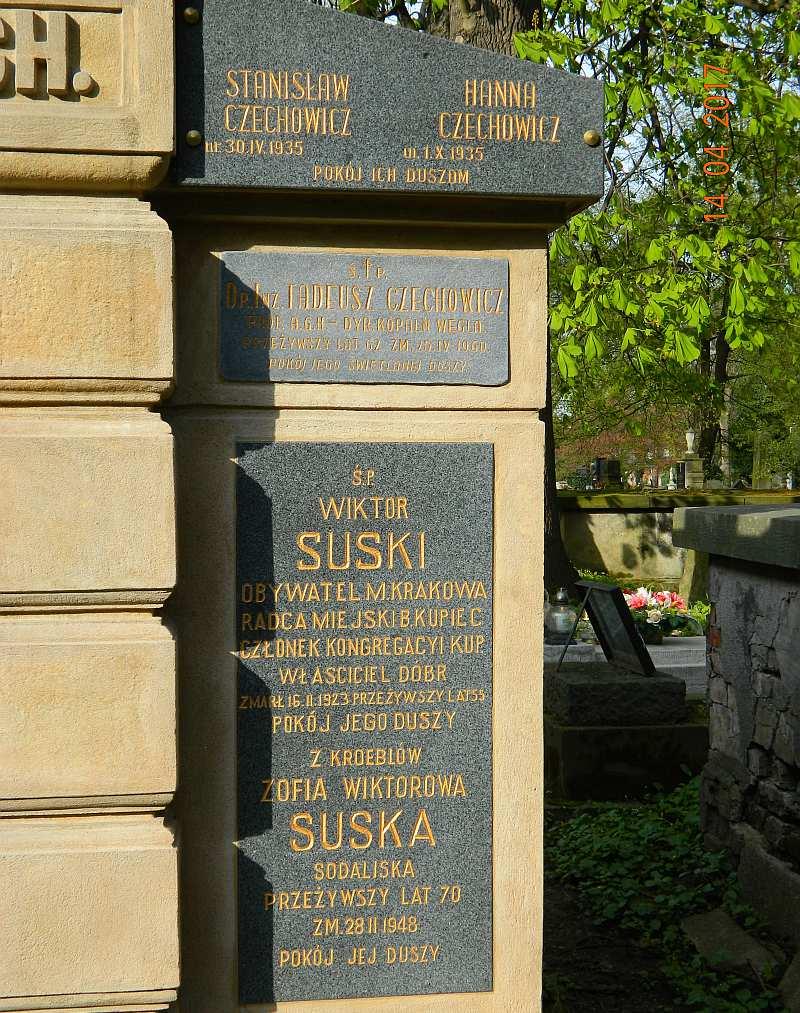 CH.
STANISŁAW
CZECHOWICZ
ur. 30.IV.1935
HANNA
CZECHOWICZ
ur. 1.X.1935
POKÓJ ICH DUSZOM
ś.†p.
DR. INZ. TADEUSZ CZECHOWICZ
PROF. A.G.H – DYR. KOPALŃ WĘGLA
PRZEŻYWSZY LAT 62 ZM. IV 1960
POKÓJ JEGO ŚWIETLANEJ DUSZY
Ś.P.
WIKTOR
SUSKI
OBYWATEL M. KRAKOWA
RADCA MIEJSKI B. KUPIEC
CZŁONEK KONGREGACYI KUP
WŁAŚCICIEL DÓBR
ZMARŁ 16.II.1923 PRZEŻYWSZY LAT 55
POKÓJ JEGO DUSZY
Z KROEBLÓW
ZOFIA WIKTOROWA
SUSKA
SODALISKA
PRZEŻYWSZY LAT 70
ZM. 28 II 1948
POKÓJ JEJ DUSZY
14.04.2017